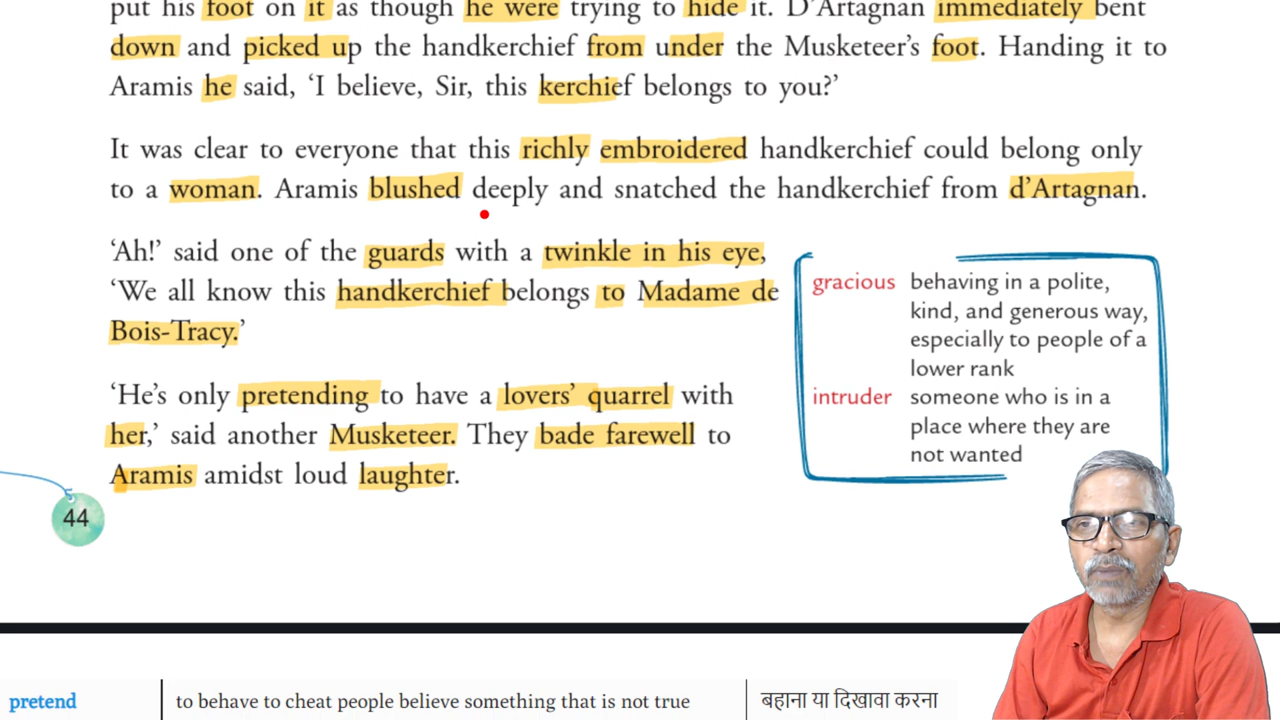 put his foot on it as though he were trying to hide it. D’Artagnan immediately bent
down and picked up the handkerchief from under the Musketeer’s foot. Handing it to
Aramis he said, ‘I believe, Sir, this kerchief belongs to you?’
It was clear to everyone that this richly embroidered handkerchief could belong only
to a woman. Aramis blushed deeply and snatched the handkerchief from d’Artagnan.
‘Ah!’ said one of the guards with a twinkle in his eye,
‘We all know this handkerchief belongs to Madame de
Bois-Tracy.’
‘He’s only pretending to have a lovers’ quarrel with
her,’ said another Musketeer. They bade farewell to
Aramis amidst loud laughter.
gracious behaving in a polite,
kind, and generous way,
especially to people of a
lower rank
intruder someone who is in a
place where they are
not wanted
44
pretend to behave to cheat people believe something that is not true बहाना या दिखावा करना